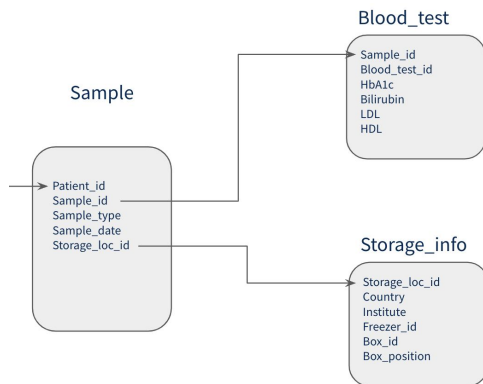 Sample
Patient_id
Sample_id
Sample_type
Sample_date
Storage_loc_id
Blood_test
Sample_id
Blood_test_id
HbA1c
Bilirubin
LDL
HDL
Storage_info
Storage_loc_id
Country
Institute
Freezer_id
Box_id
Box_position